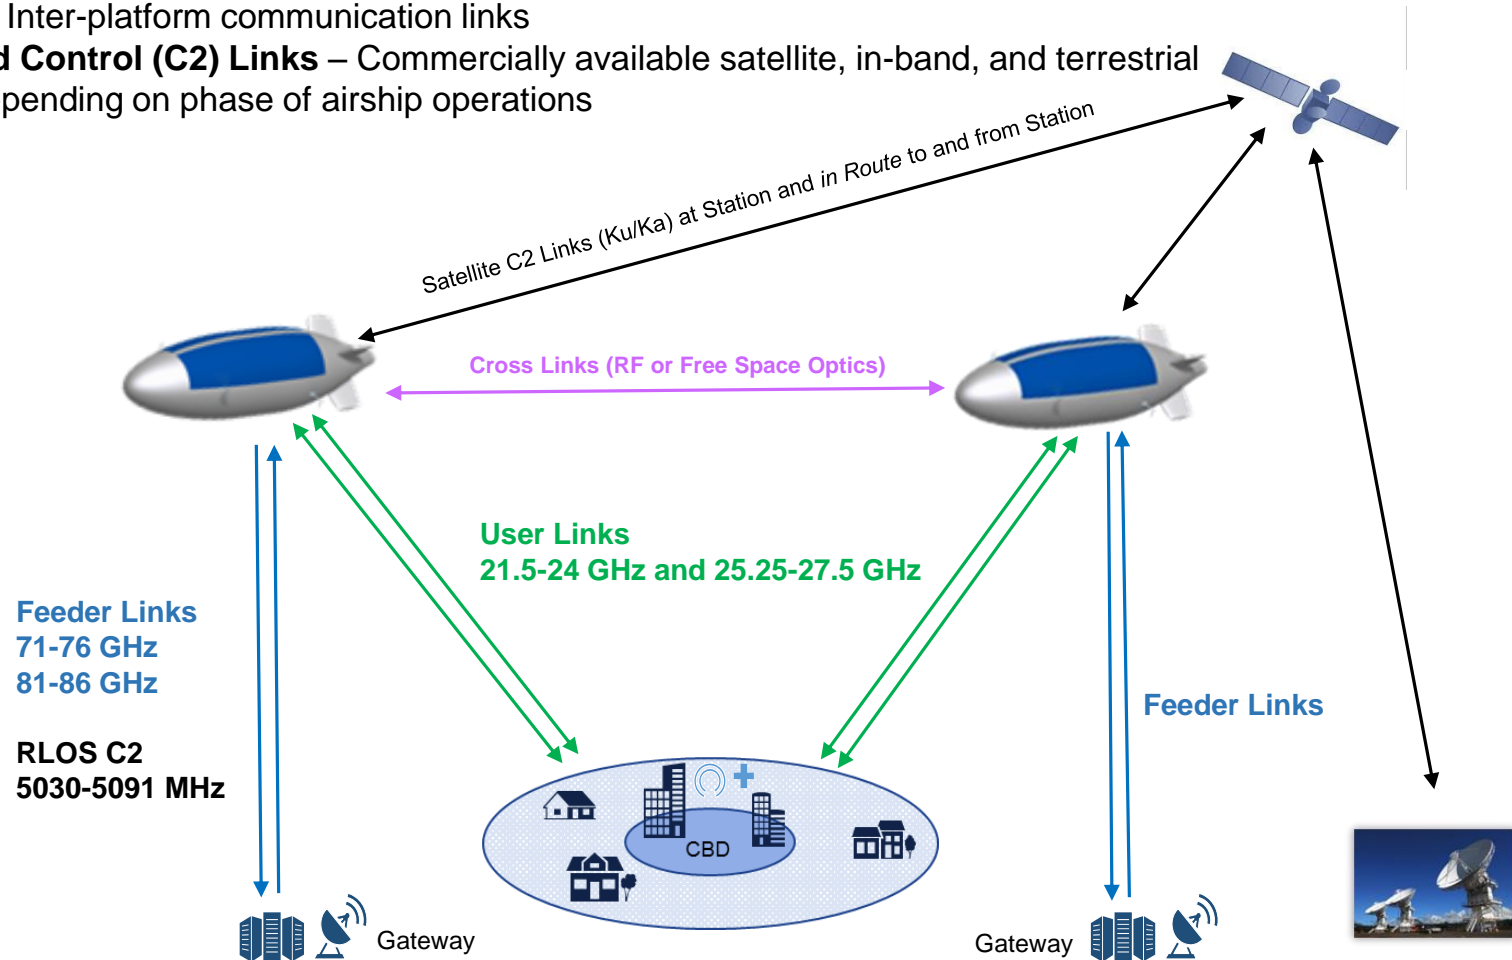 Inter-platform communication links
d Control (C2) Links – Commercially available satellite, in-band, and terrestrial
pending on phase of airship operations
Satellite C2 Links (Ku/Ka) at Station and in Route to and from Station
Cross Links (RF or Free Space Optics)
User Links
21.5-24 GHz and 25.25-27.5 GHz
Feeder Links
71-76 GHz
81-86 GHz
Feeder Links
RLOS C2
5030-5091 MHz
CBD
Gateway
Gateway